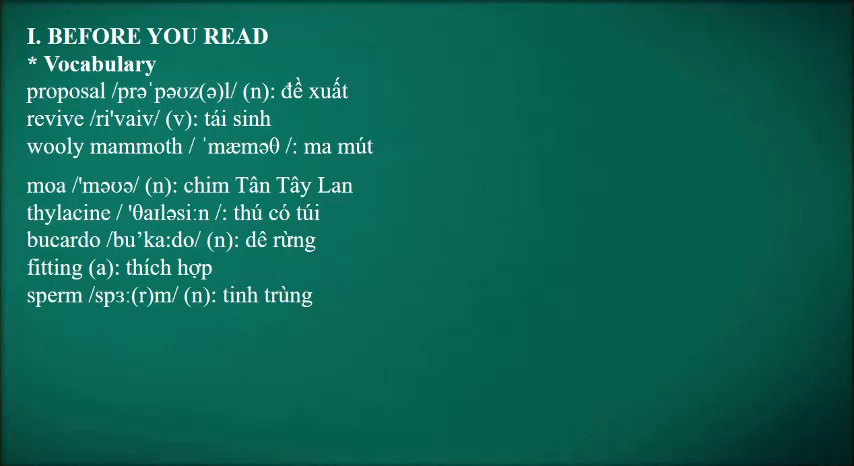 I. BEFORE YOU READ
* Vocabulary
proposal /prəˈpəʊz(ə)l/ (n): đề xuất
revive /ri'vaiv/ (v): tái sinh
wooly mammoth / ˈmæməθ /: ma mút
moa /'məʊə/ (n): chim Tân Tây Lan
thylacine / 'θaɪləsiːn /: thú có túi
bucardo /bu’ka:do/ (n): dê rừng
fitting (a): thích hợp
sperm /spɜː(r)m/ (n): tinh trùng